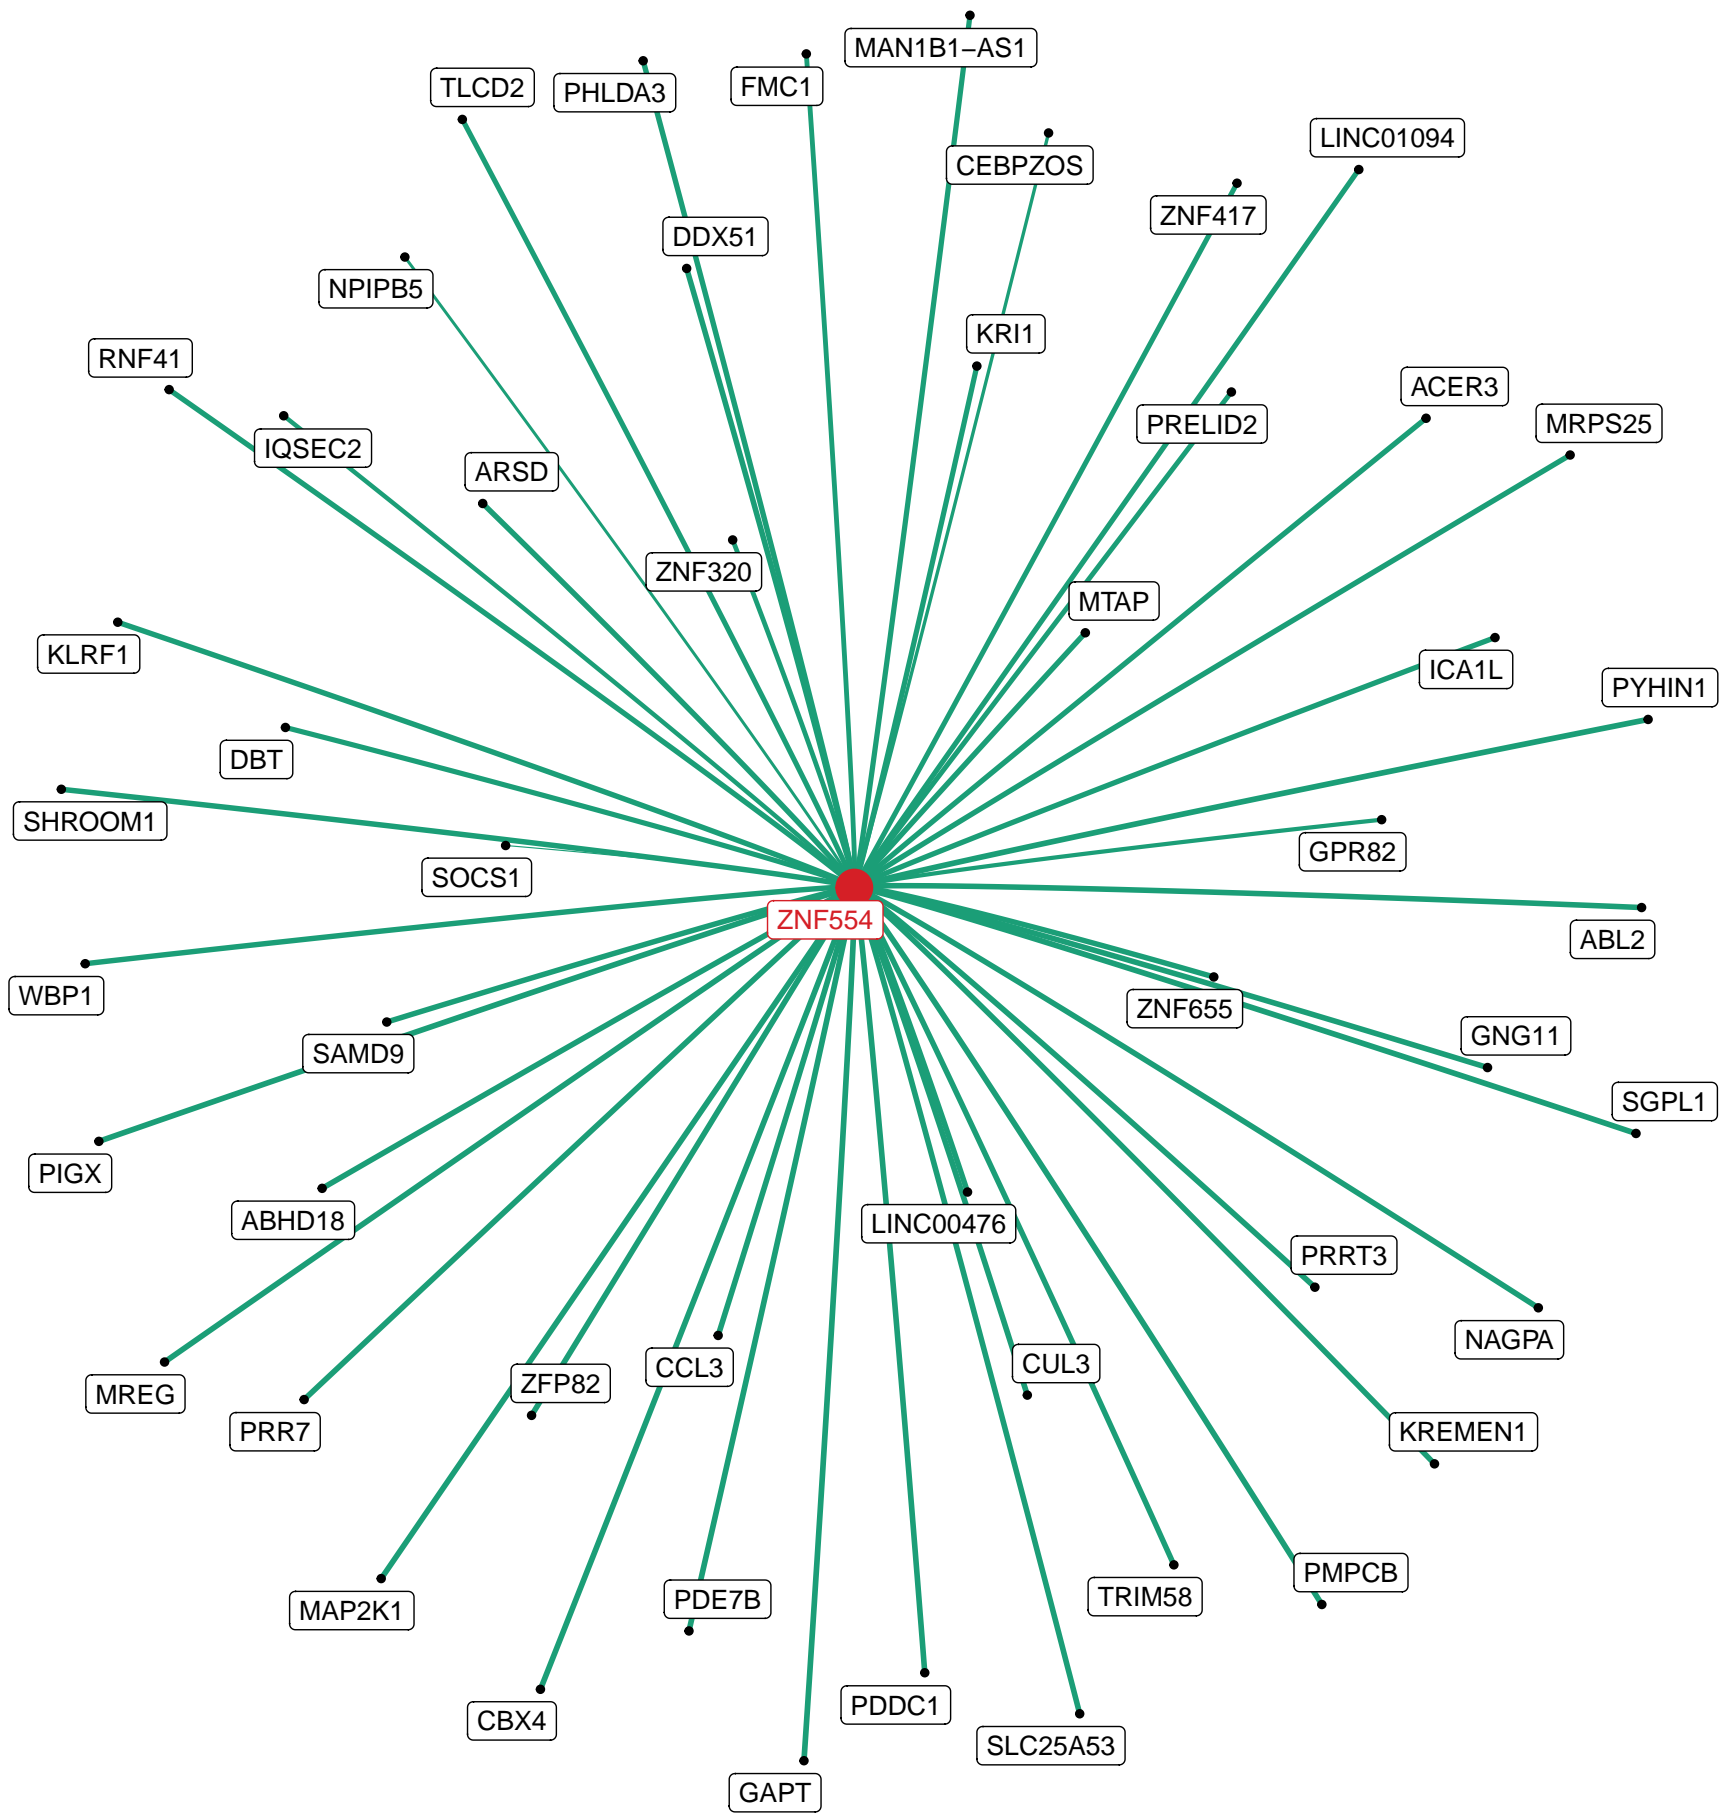 MAN1B1−AS1
TLCD2
PHLDA3
FMC1
LINC01094
CEBPZOS
ZNF417
DDX51
NPIPB5
KRI1
RNF41
ACER3
PRELID2
MRPS25
IQSEC2
ARSD
ZNF320
MTAP
KLRF1
ICA1L
PYHIN1
DBT
SHROOM1
GPR82
SOCS1
ZNF554
ABL2
WBP1
ZNF655
GNG11
SAMD9
SGPL1
PIGX
ABHD18
LINC00476
PRRT3
NAGPA
CUL3
CCL3
ZFP82
MREG
PRR7
KREMEN1
PMPCB
TRIM58
PDE7B
MAP2K1
PDDC1
CBX4
SLC25A53
GAPT